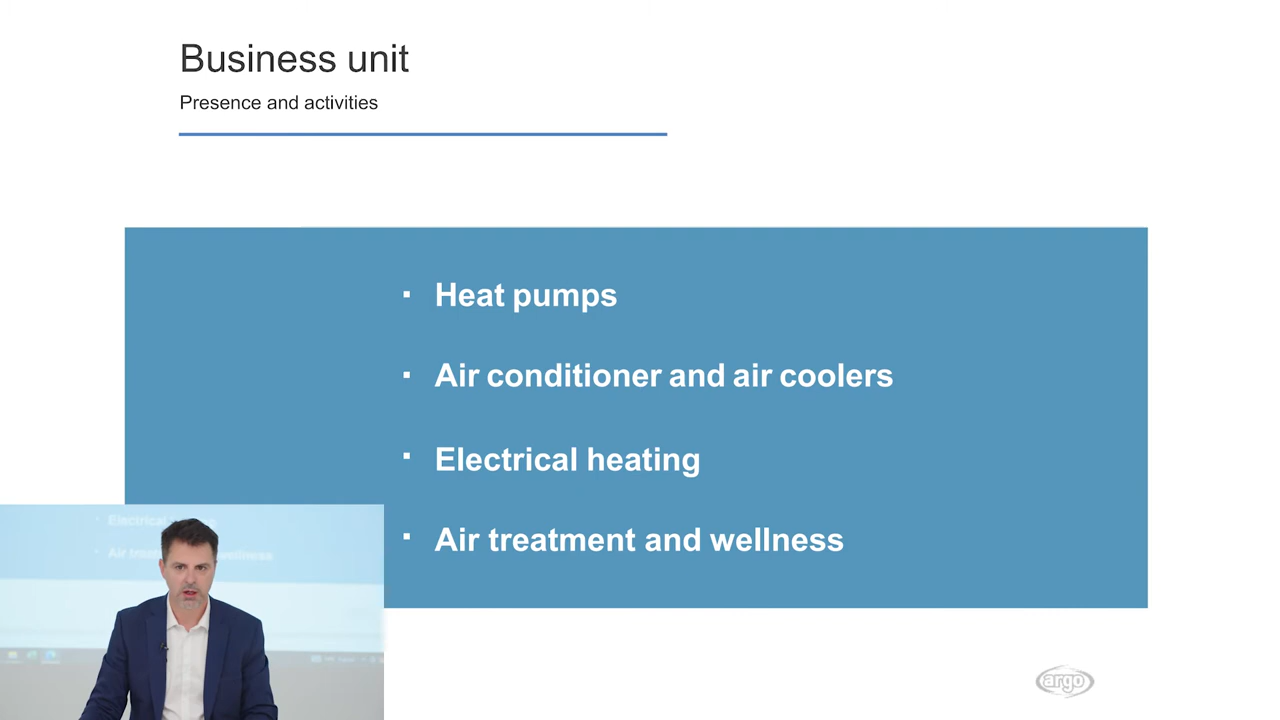 Business unit
Presence and activities
▪ Heat pumps
▪ Air conditioner and air coolers
▪ Electrical heating
▪ Air treatment and wellness
argo